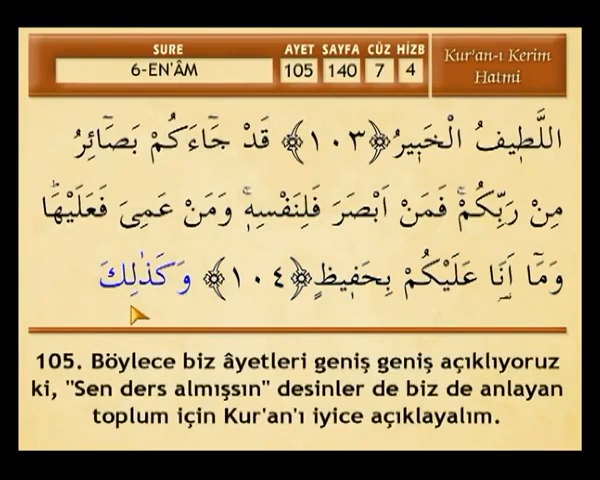 SURE AYET SAYFA CÜZ HİZB
6-EN'ÂM 105 140 7 4
Kur'an-ı Kerim
Hatmi
اللَّطٖيفُ الْخَبٖيرُ ﴿١٠٣﴾ قَدْ جَٓاءَكُمْ بَصَٓائِرُ
مِنْ رَبِّكُمْۚ فَمَنْ اَبْصَرَ فَلِنَفْسِهٖۚ وَمَنْ عَمِىَ فَعَلَيْهَاۜ
وَمَٓا اَنَا۬ عَلَيْكُمْ بِحَفٖيظٍ ﴿١٠٤﴾ وَكَذٰلِكَ
105. Böylece biz âyetleri geniş geniş açıklıyoruz
ki, "Sen ders almışsın" desinler de biz de anlayan
toplum için Kur'an'ı iyice açıklayalım.